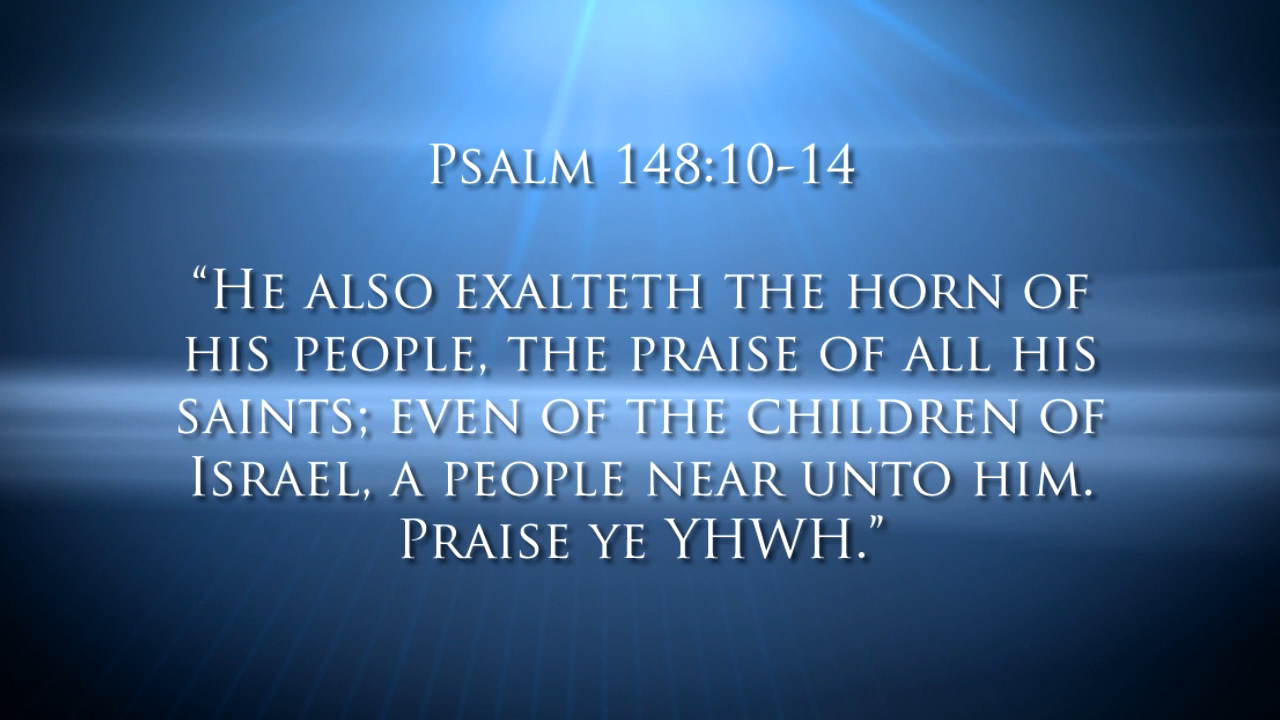 Psalm 148:10-14
“He also exalteth the horn of
his people, the praise of all his
saints; even of the children of
Israel, a people near unto him.
Praise ye YHWH.”